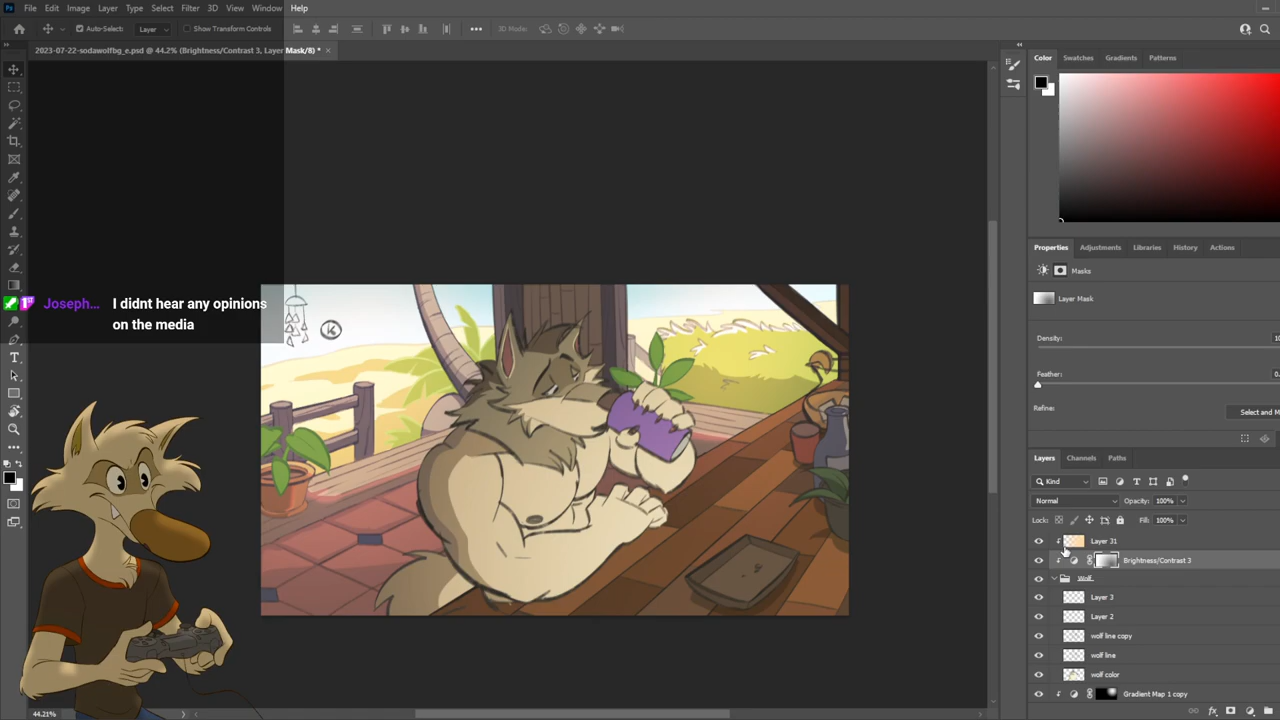 File Edit Image Layer Type Select Filter 3D View Window Help
Auto-Select: Layer Show Transform Controls 3D Mode:
2023-07-22-sodawolfbg_e.psd @ 44.2% (Brightness/Contrast 3, Layer Mask/8) *
Color Swatches Gradients Patterns
Properties Adjustments Libraries History Actions
Masks
Layer Mask
Joseph... I didnt hear any opinions
on the media
Density:
Feather:
Refine: Select and M
Layers Channels Paths
Kind
Normal Opacity: 100%
Lock: Fill: 100%
Layer 31
Brightness/Contrast 3
Wolf
Layer 3
Layer 2
wolf line copy
wolf line
wolf color
Gradient Map 1 copy
44.21%